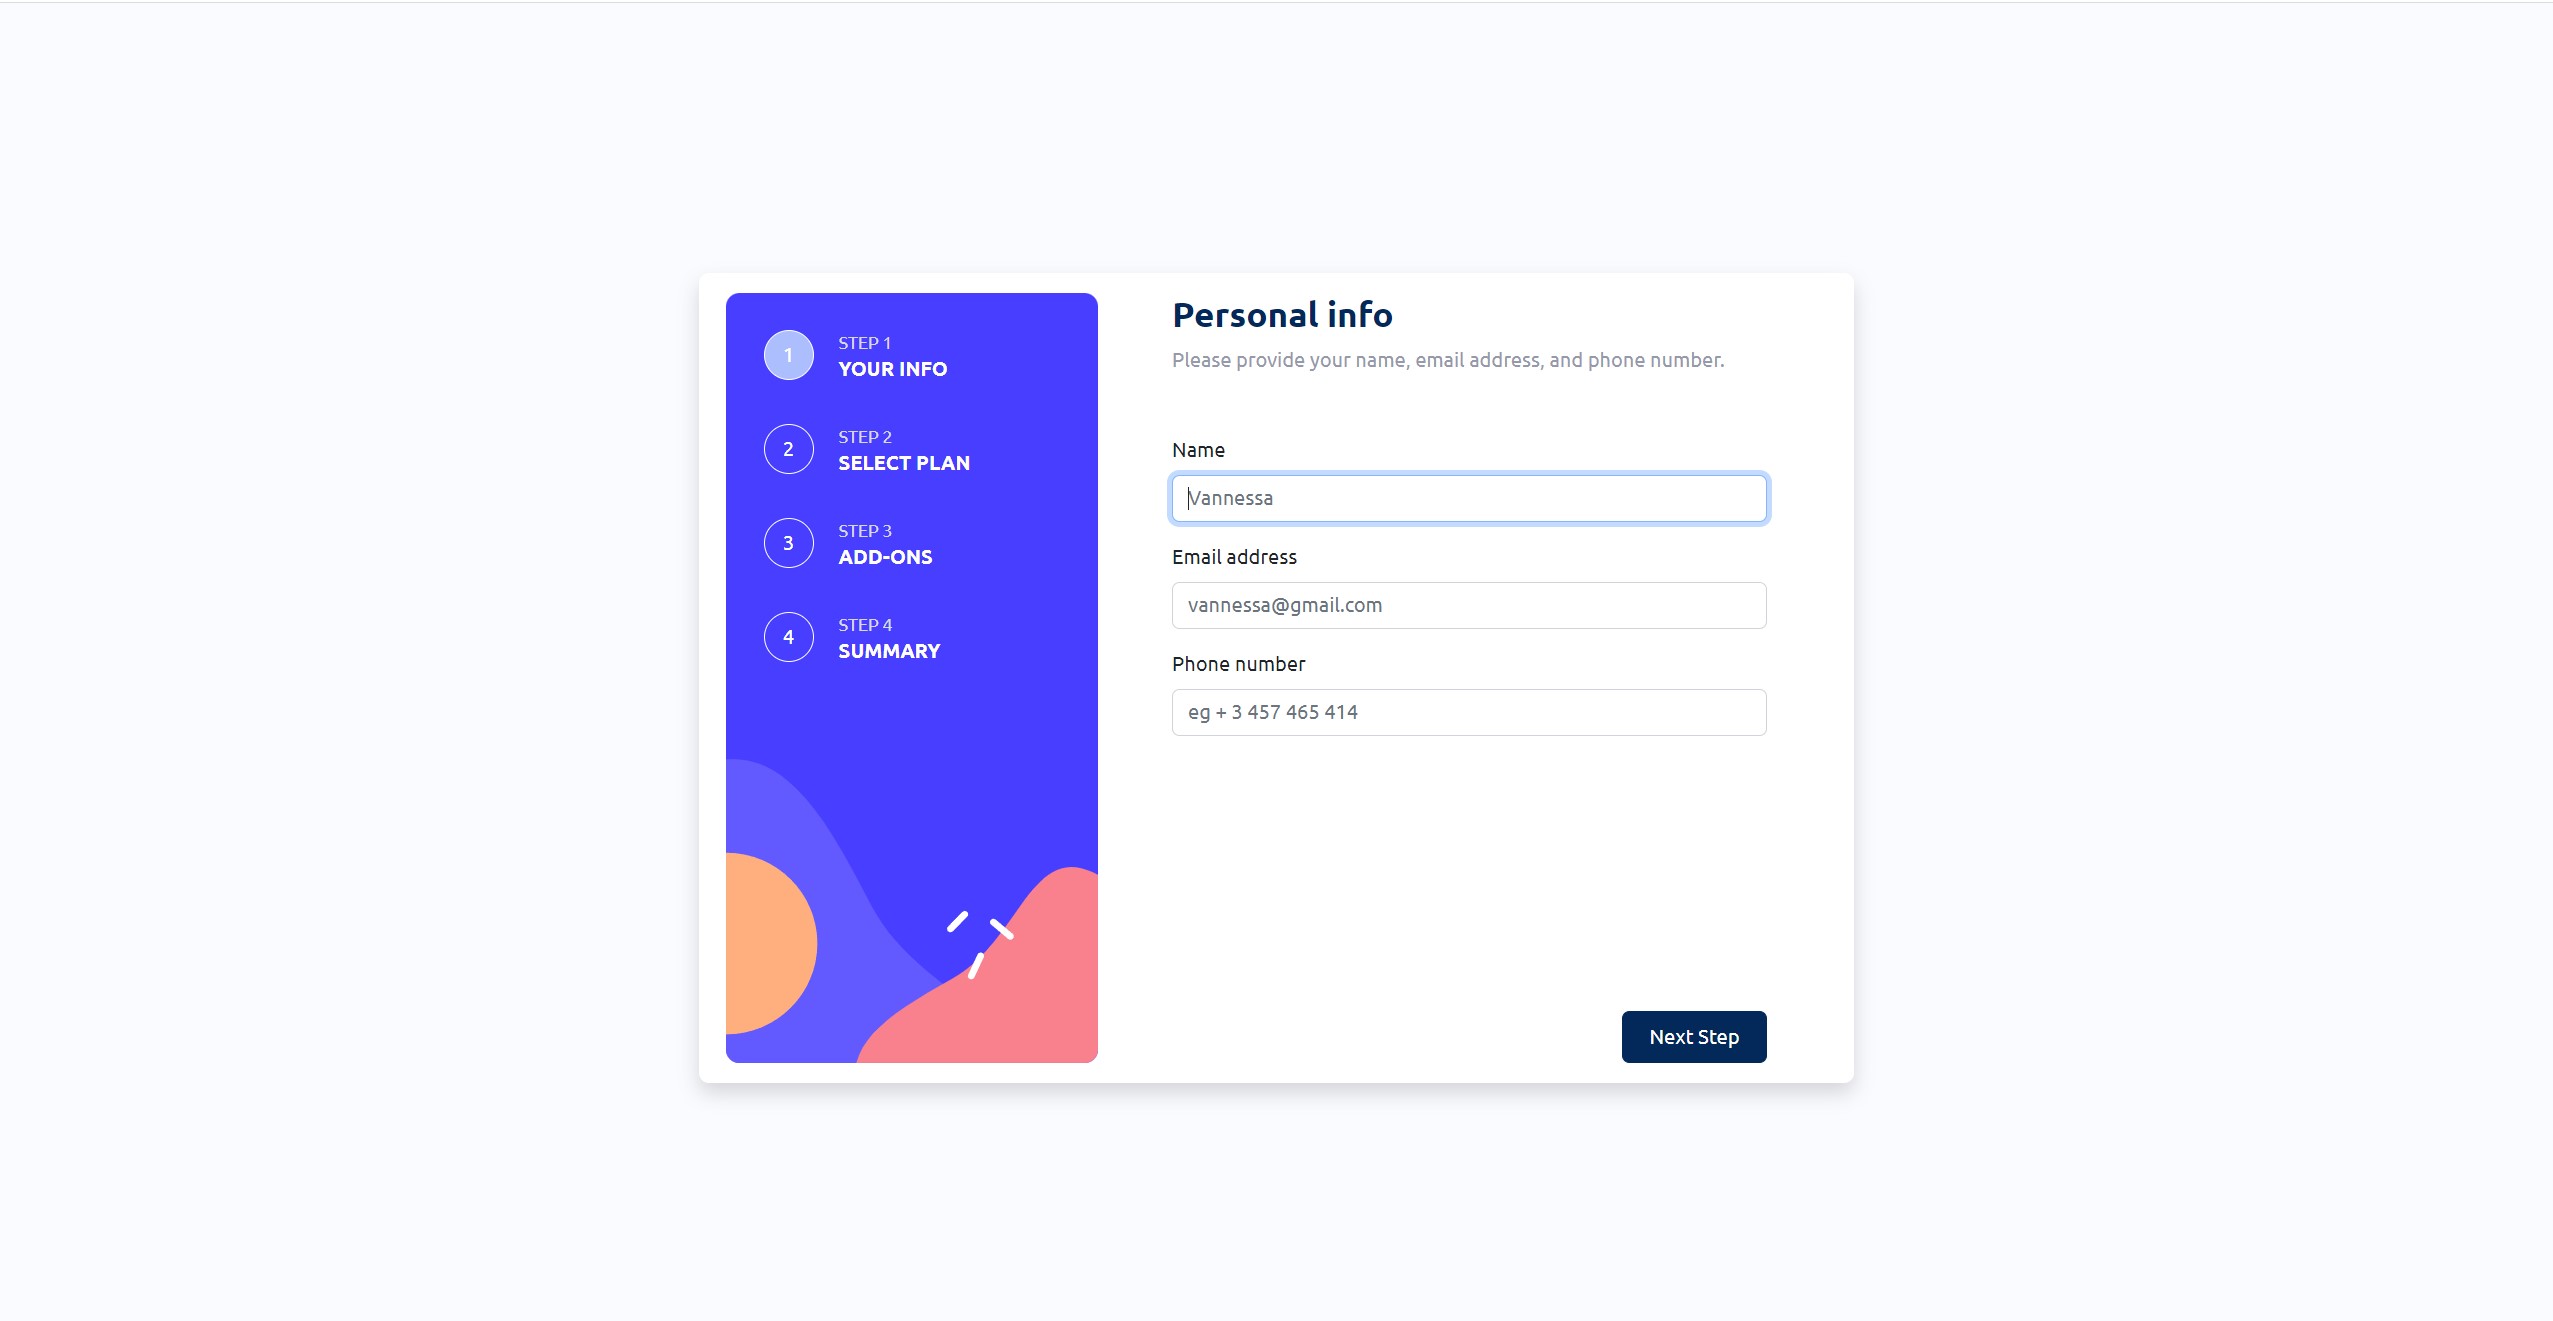 1
STEP 1
YOUR INFO
2
STEP 2
SELECT PLAN
3
STEP 3
ADD-ONS
4
STEP 4
SUMMARY
Personal info
Please provide your name, email address, and phone number.
Name
Vannessa
Email address
vannessa@gmail.com
Phone number
eg + 3 457 465 414
Next Step